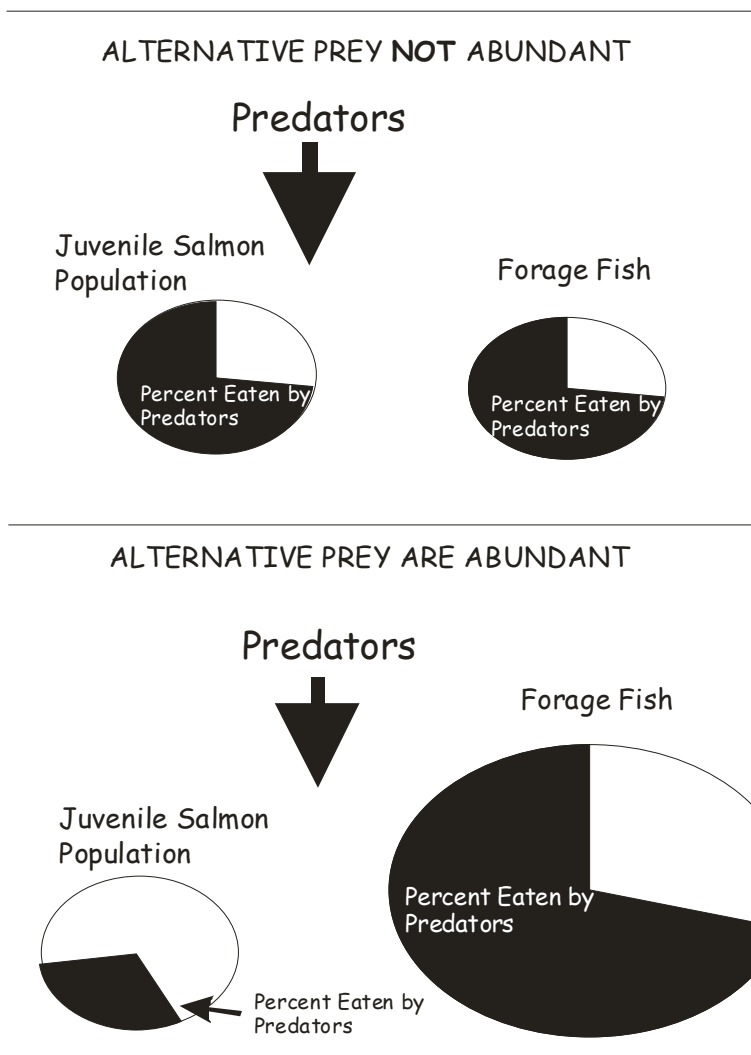 ALTERNATIVE PREY NOT ABUNDANT
Predators
Juvenile Salmon
Population
Percent Eaten by
Predators
Forage Fish
Percent Eaten by
Predators
ALTERNATIVE PREY ARE ABUNDANT
Predators
Juvenile Salmon
Population
Percent Eaten by
Predators
Forage Fish
Percent Eaten by
Predators